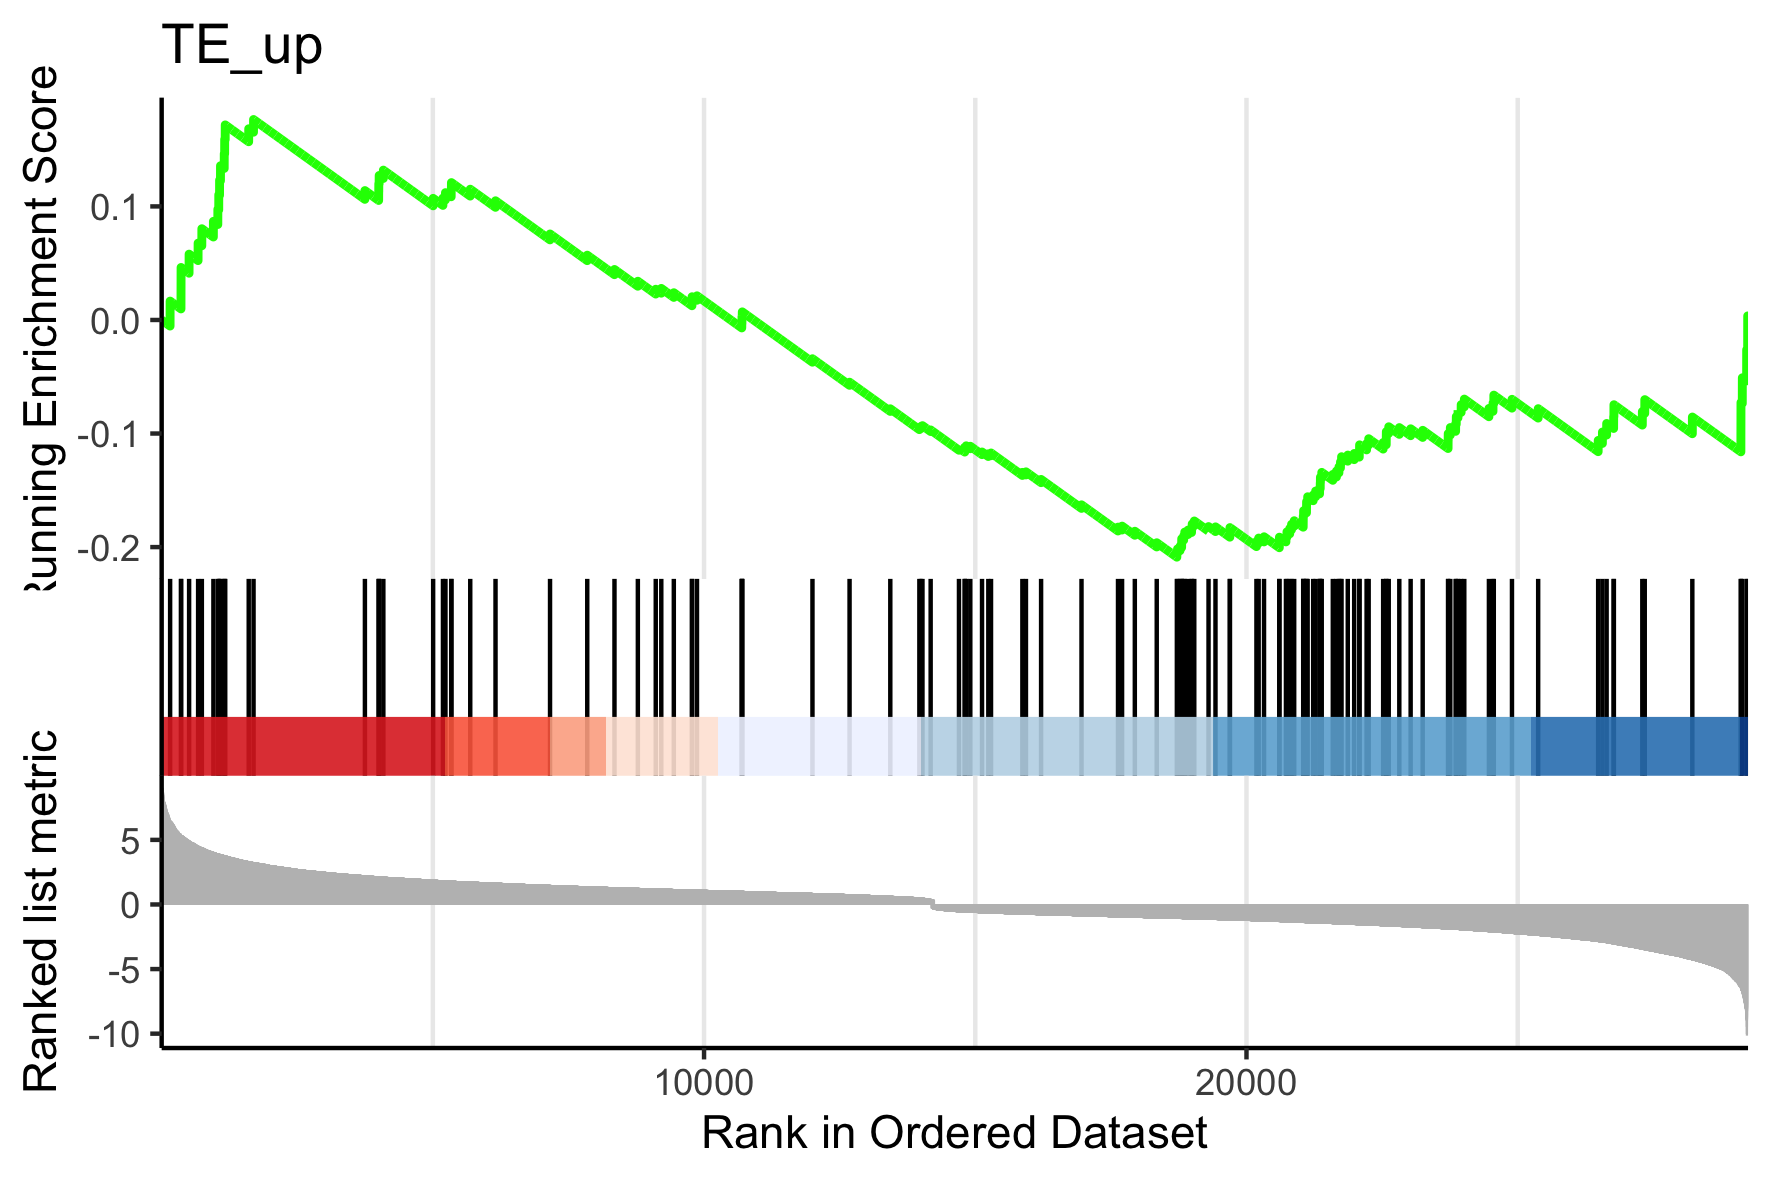 TE_up
Running Enrichment Score
0.1
0.0
-0.1
-0.2
Ranked list metric
5
0
-5
-10
10000
20000
Rank in Ordered Dataset